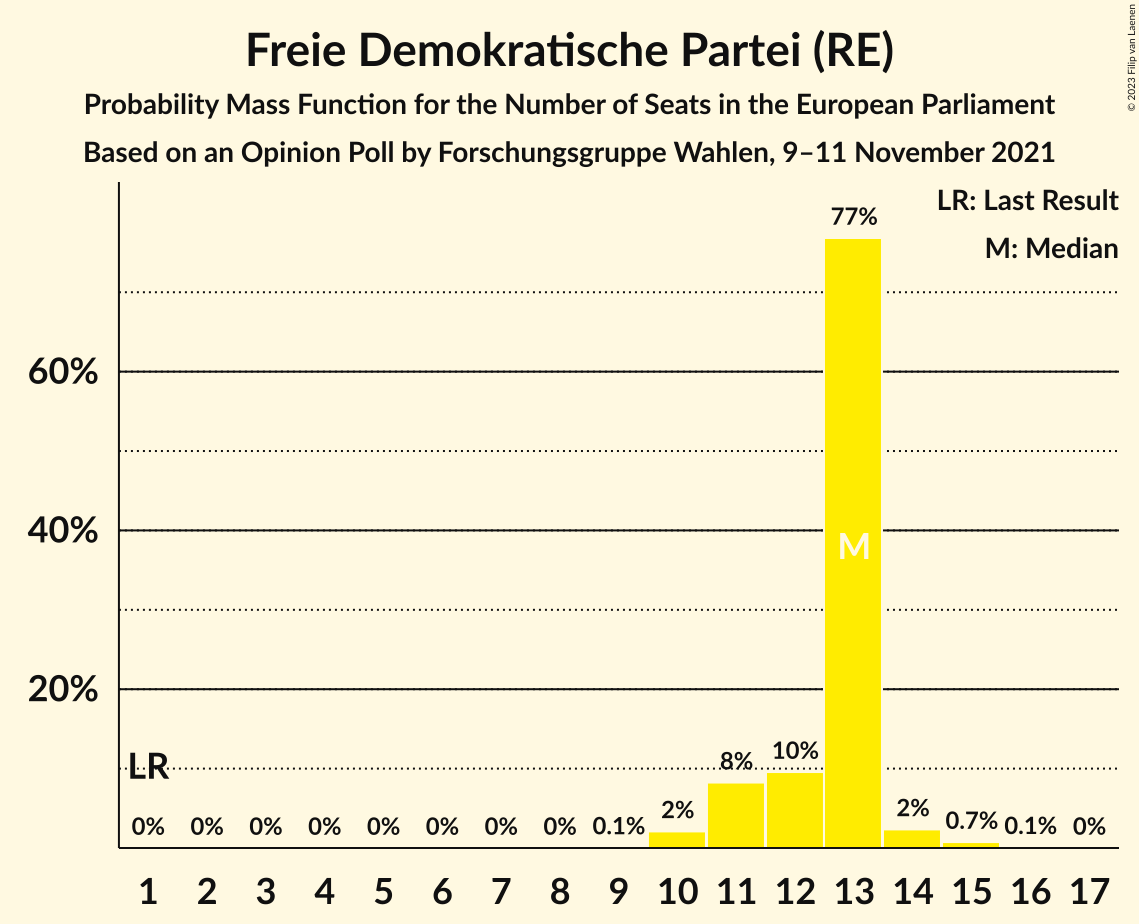 Freie Demokratische Partei (RE)
Probability Mass Function for the Number of Seats in the European Parliament
Based on an Opinion Poll by Forschungsgruppe Wahlen, 9–11 November 2021
© 2023 Filip van Laenen
LR: Last Result
M: Median
77%
60%
40%
M
20%
LR
0% 0% 0% 0% 0% 0% 0% 0% 0.1% 2% 8% 10% 2% 0.7% 0.1% 0%
1 2 3 4 5 6 7 8 9 10 11 12 13 14 15 16 17